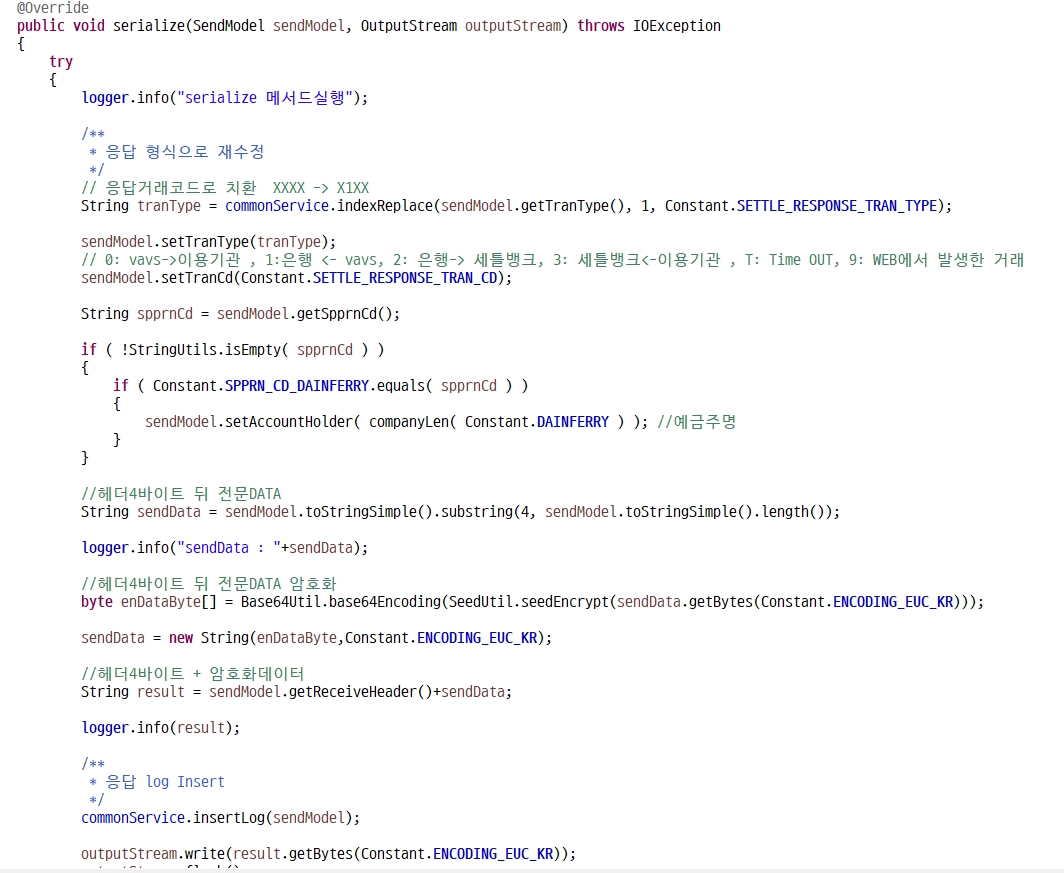 @Override
public void serialize(SendModel sendModel, OutputStream outputStream) throws IOException
{
try
{
logger.info("serialize 메서드실행");
/**
* 응답 형식으로 재수정
*/
// 응답거래코드로 치환  XXXX -> X1XX
String tranType = commonService.indexReplace(sendModel.getTranType(), 1, Constant.SETTLE_RESPONSE_TRAN_TYPE);
sendModel.setTranType(tranType);
// 0: vavs->이용기관 , 1:은행 <- vavs, 2: 은행-> 세틀뱅크, 3: 세틀뱅크<-이용기관 , T: Time OUT, 9: WEB에서 발생한 거래
sendModel.setTranCd(Constant.SETTLE_RESPONSE_TRAN_CD);
String spprnCd = sendModel.getSpprnCd();
if ( !StringUtils.isEmpty( spprnCd ) )
{
if ( Constant.SPPRN_CD_DAINFERRY.equals( spprnCd ) )
{
sendModel.setAccountHolder( companyLen( Constant.DAINFERRY ) ); //예금주명
}
}
//헤더4바이트 뒤 전문DATA
String sendData = sendModel.toStringSimple().substring(4, sendModel.toStringSimple().length());
logger.info("sendData : "+sendData);
//헤더4바이트 뒤 전문DATA 암호화
byte enDataByte[] = Base64Util.base64Encoding(SeedUtil.seedEncrypt(sendData.getBytes(Constant.ENCODING_EUC_KR)));
sendData = new String(enDataByte,Constant.ENCODING_EUC_KR);
//헤더4바이트 + 암호화데이터
String result = sendModel.getReceiveHeader()+sendData;
logger.info(result);
/**
* 응답 log Insert
*/
commonService.insertLog(sendModel);
outputStream.write(result.getBytes(Constant.ENCODING_EUC_KR));